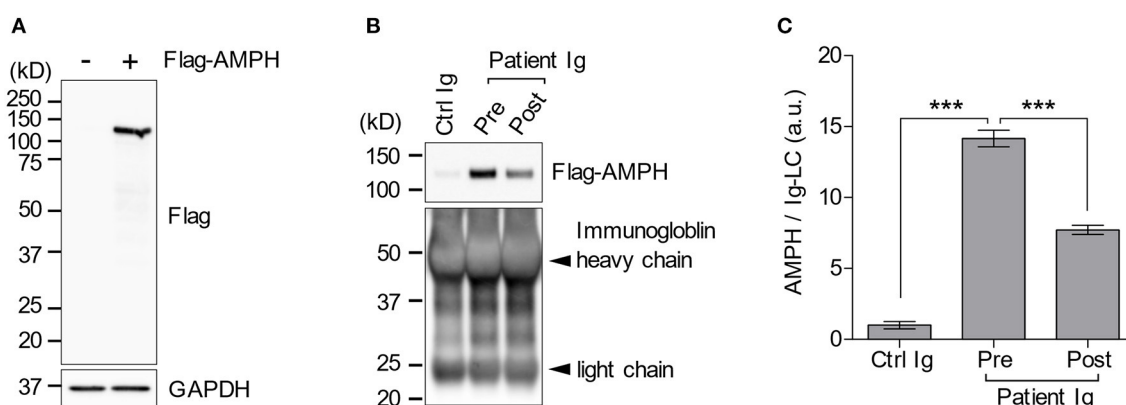 A
(kD)
- + Flag-AMPH
250
150
100
75
50
37
25
20
Flag
37
GAPDH
B
Patient Ig
Ctrl Ig
Pre
Post
(kD)
150
100
Flag-AMPH
50
37
25
20
Immunogloblin
heavy chain
light chain
C
AMPH / Ig-LC (a.u.)
20
15
10
5
0
*** ***
Ctrl Ig Pre Post
Patient Ig